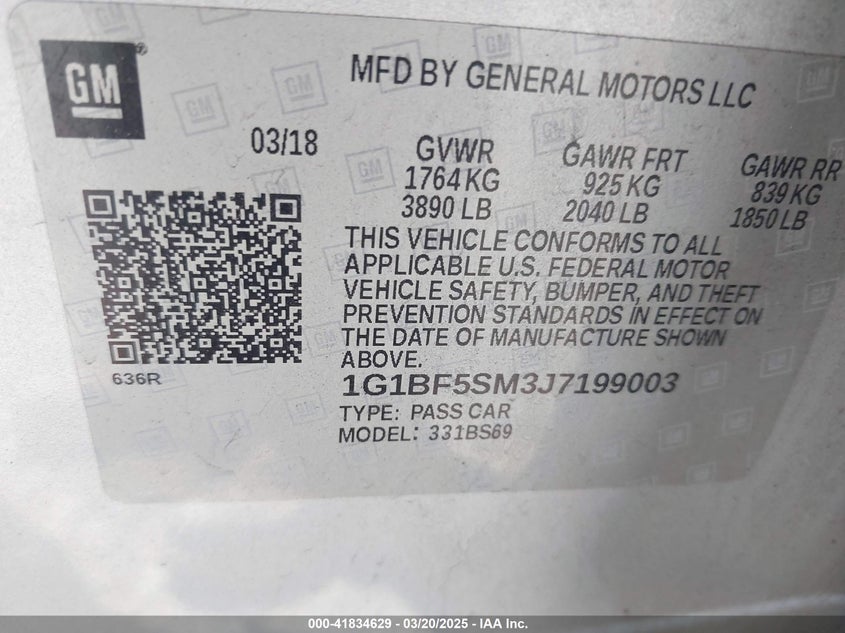 GM
MFD BY GENERAL MOTORS LLC
03/18
GVWR
1764 KG
3890 LB
GAWR FRT
925 KG
2040 LB
GAWR RR
839 KG
1850 LB
THIS VEHICLE CONFORMS TO ALL
APPLICABLE U.S. FEDERAL MOTOR
VEHICLE SAFETY, BUMPER, AND THEFT
PREVENTION STANDARDS IN EFFECT ON
THE DATE OF MANUFACTURE SHOWN
ABOVE.
636R
1G1BF5SM3J7199003
TYPE: PASS CAR
MODEL: 331BS69
000-41834629 - 03/20/2025 - IAA Inc.